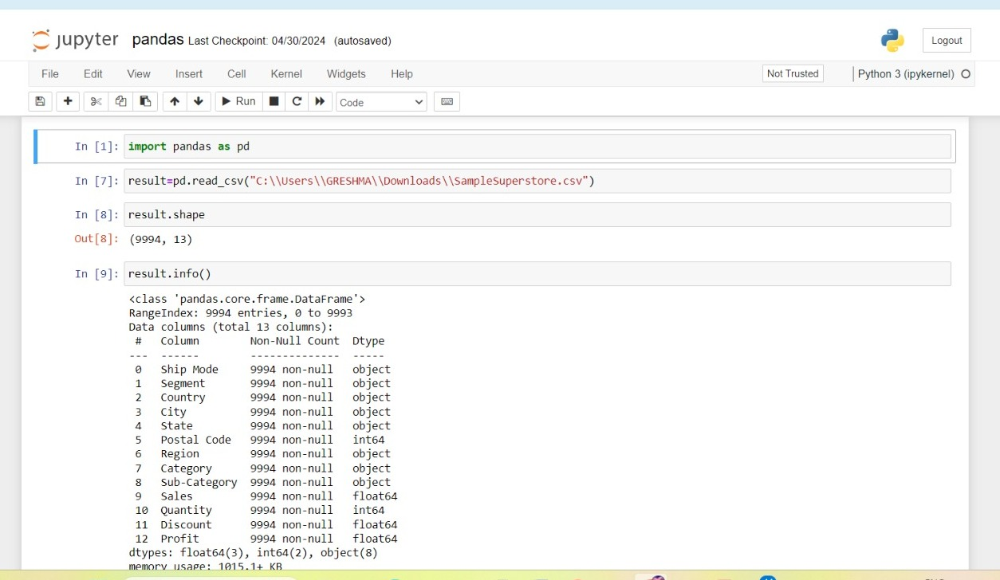 jupyter pandas Last Checkpoint: 04/30/2024 (autosaved) Logout
File Edit View Insert Cell Kernel Widgets Help Not Trusted Python 3 (ipykernel)
Run Code
In [1]: import pandas as pd
In [7]: result=pd.read_csv("C:\\Users\\GRESHMA\\Downloads\\SampleSuperstore.csv")
In [8]: result.shape
Out[8]: (9994, 13)
In [9]: result.info()
<class 'pandas.core.frame.DataFrame'>
RangeIndex: 9994 entries, 0 to 9993
Data columns (total 13 columns):
# Column Non-Null Count Dtype
--- ------ -------------- -----
0 Ship Mode 9994 non-null object
1 Segment 9994 non-null object
2 Country 9994 non-null object
3 City 9994 non-null object
4 State 9994 non-null object
5 Postal Code 9994 non-null int64
6 Region 9994 non-null object
7 Category 9994 non-null object
8 Sub-Category 9994 non-null object
9 Sales 9994 non-null float64
10 Quantity 9994 non-null int64
11 Discount 9994 non-null float64
12 Profit 9994 non-null float64
dtypes: float64(3), int64(2), object(8)
memory usage: 1015.1+ KB